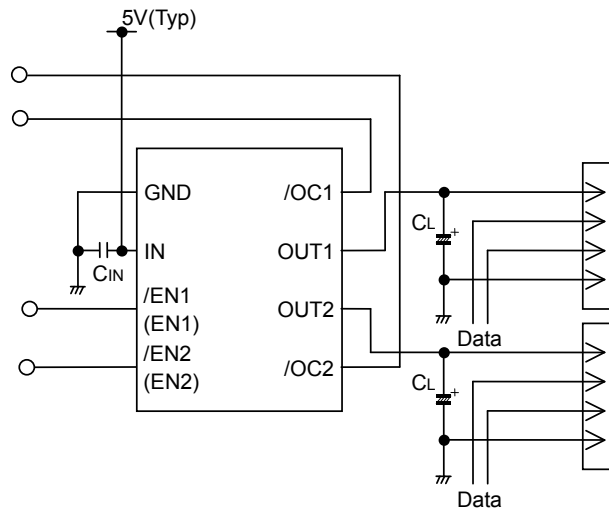 5V(Typ)
GND
/OC1
CL
+
IN
OUT1
CIN
/EN1
(EN1)
OUT2
Data
/EN2
(EN2)
/OC2
CL
+
Data